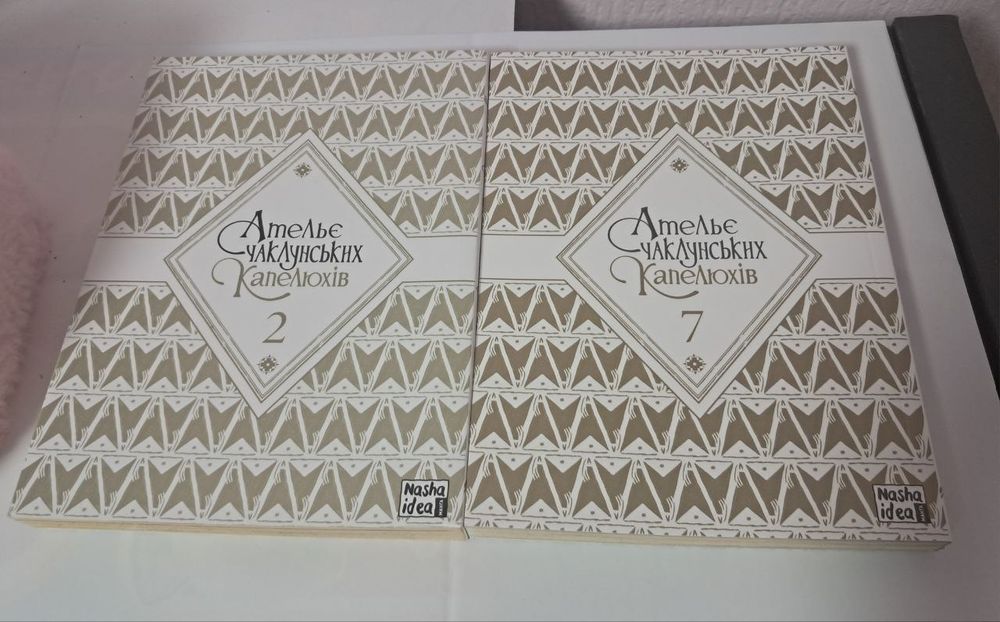 Ательє
чаклунських
Капелюхів
2
Nasha
idea
Ательє
чаклунських
Капелюхів
7
Nasha
idea